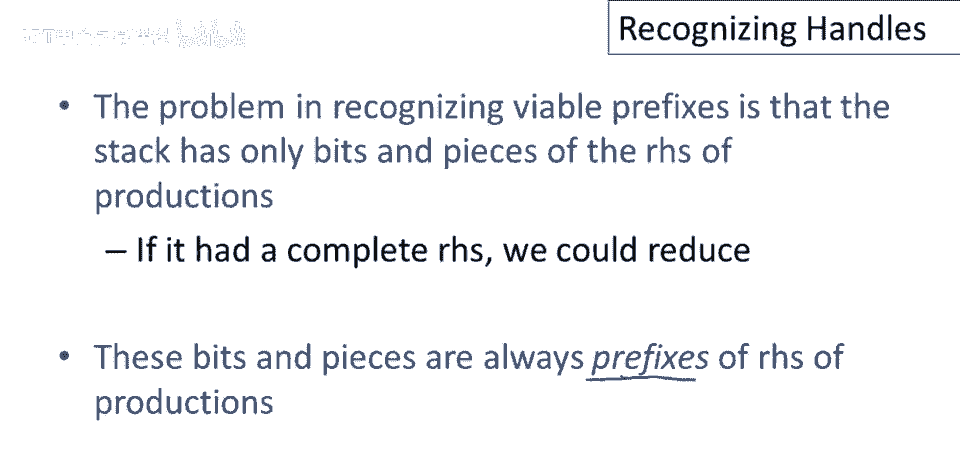 Recognizing Handles
• The problem in recognizing viable prefixes is that the
stack has only bits and pieces of the rhs of
productions
– If it had a complete rhs, we could reduce
• These bits and pieces are always prefixes of rhs of
productions